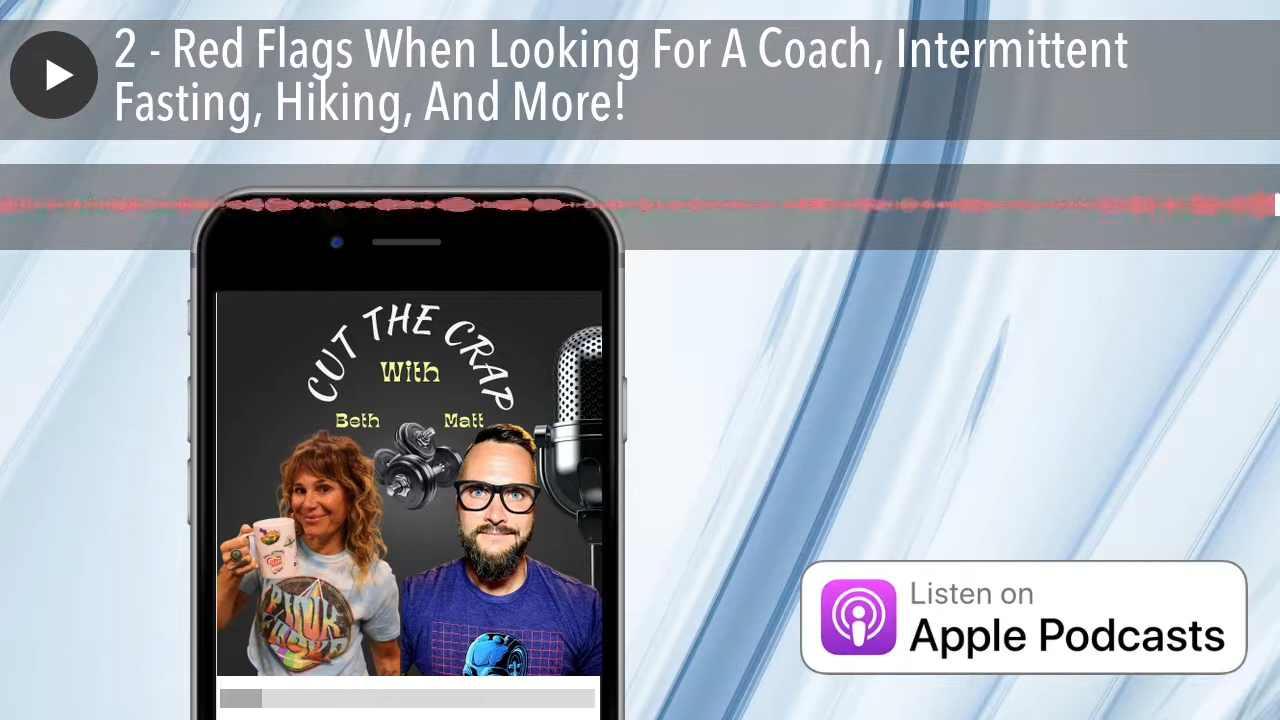 2 - Red Flags When Looking For A Coach, Intermittent
Fasting, Hiking, And More!
CUT THE CRAP
With
Beth Matt
PINK
Listen on
Apple Podcasts